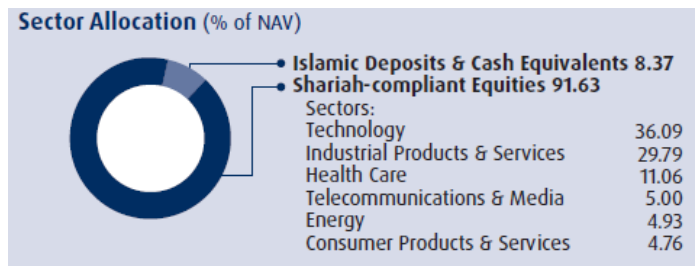 Sector Allocation (% of NAV)
Islamic Deposits & Cash Equivalents 8.37
Shariah-compliant Equities 91.63
Sectors:
Technology 36.09
Industrial Products & Services 29.79
Health Care 11.06
Telecommunications & Media 5.00
Energy 4.93
Consumer Products & Services 4.76